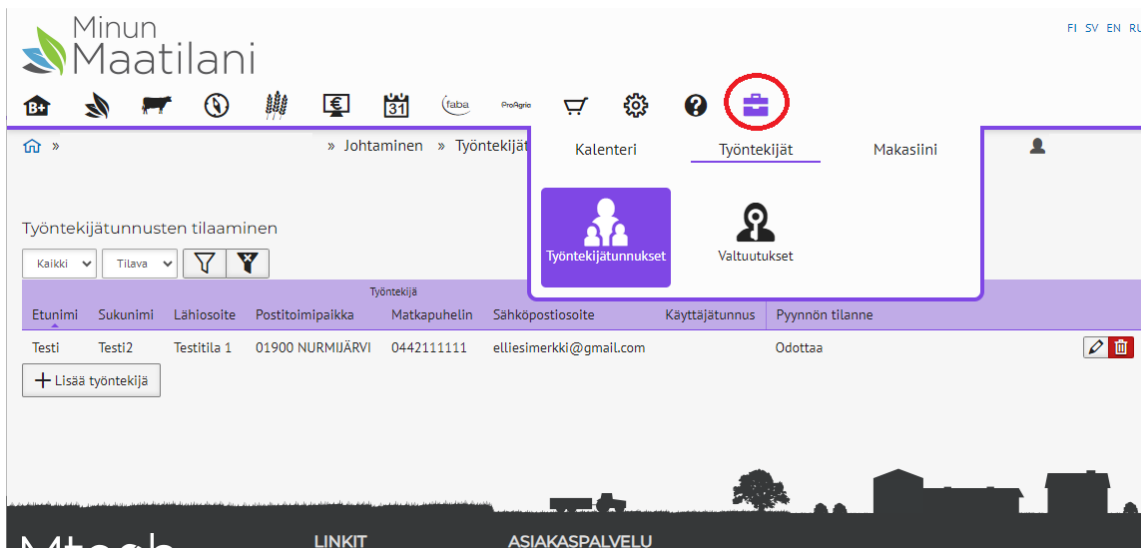 Minun
Maatilani
FI SV EN RU
B+ € 31 faba ProAgria ?
» » Johtaminen » Työntekijät
Kalenteri Työntekijät Makasiini
Työntekijätunnukset Valtuutukset
Työntekijätunnusten tilaaminen
Kaikki Tilava
Työntekijä
Etunimi Sukunimi Lähiosoite Postitoimipaikka Matkapuhelin Sähköpostiosoite Käyttäjätunnus Pyynnön tilanne
Testi Testi2 Testitila 1 01900 NURMIJÄRVI 0442111111 elliesimerkki@gmail.com Odottaa
+ Lisää työntekijä
Mtech LINKIT ASIAKASPALVELU